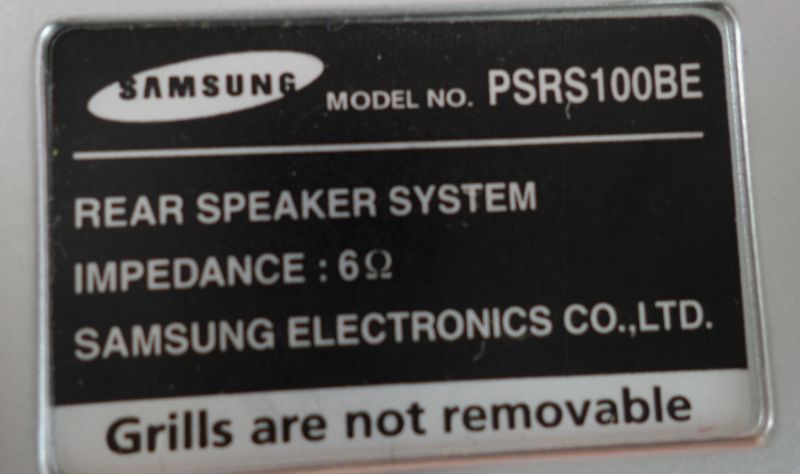 SAMSUNG MODEL NO. PSRS100BE
REAR SPEAKER SYSTEM
IMPEDANCE : 6Ω
SAMSUNG ELECTRONICS CO.,LTD.
Grills are not removable